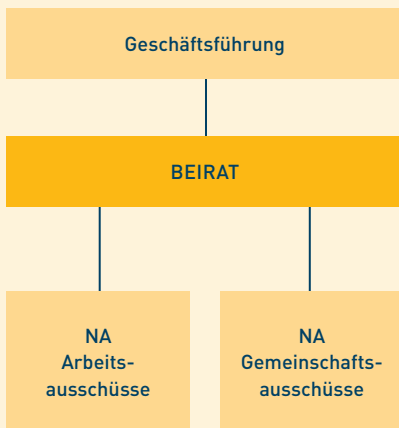 Geschäftsführung
BEIRAT
NA
Arbeits-
ausschüsse
NA
Gemeinschafts-
ausschüsse